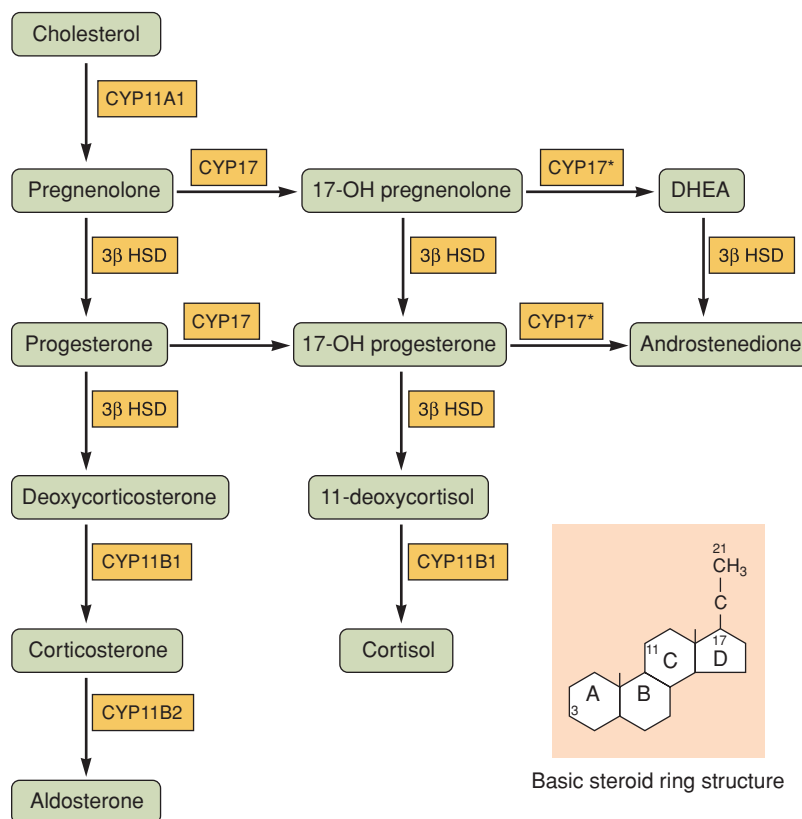 Cholesterol
CYP11A1
CYP17
CYP17*
Pregnenolone
17-OH pregnenolone
DHEA
3β HSD
3β HSD
3β HSD
CYP17
CYP17*
Progesterone
17-OH progesterone
Androstenedione
3β HSD
3β HSD
Deoxycorticosterone
11-deoxycortisol
CYP11B1
CYP11B1
Corticosterone
Cortisol
CYP11B2
Aldosterone
21
CH3
C
17
11
C
D
A
B
3
Basic steroid ring structure